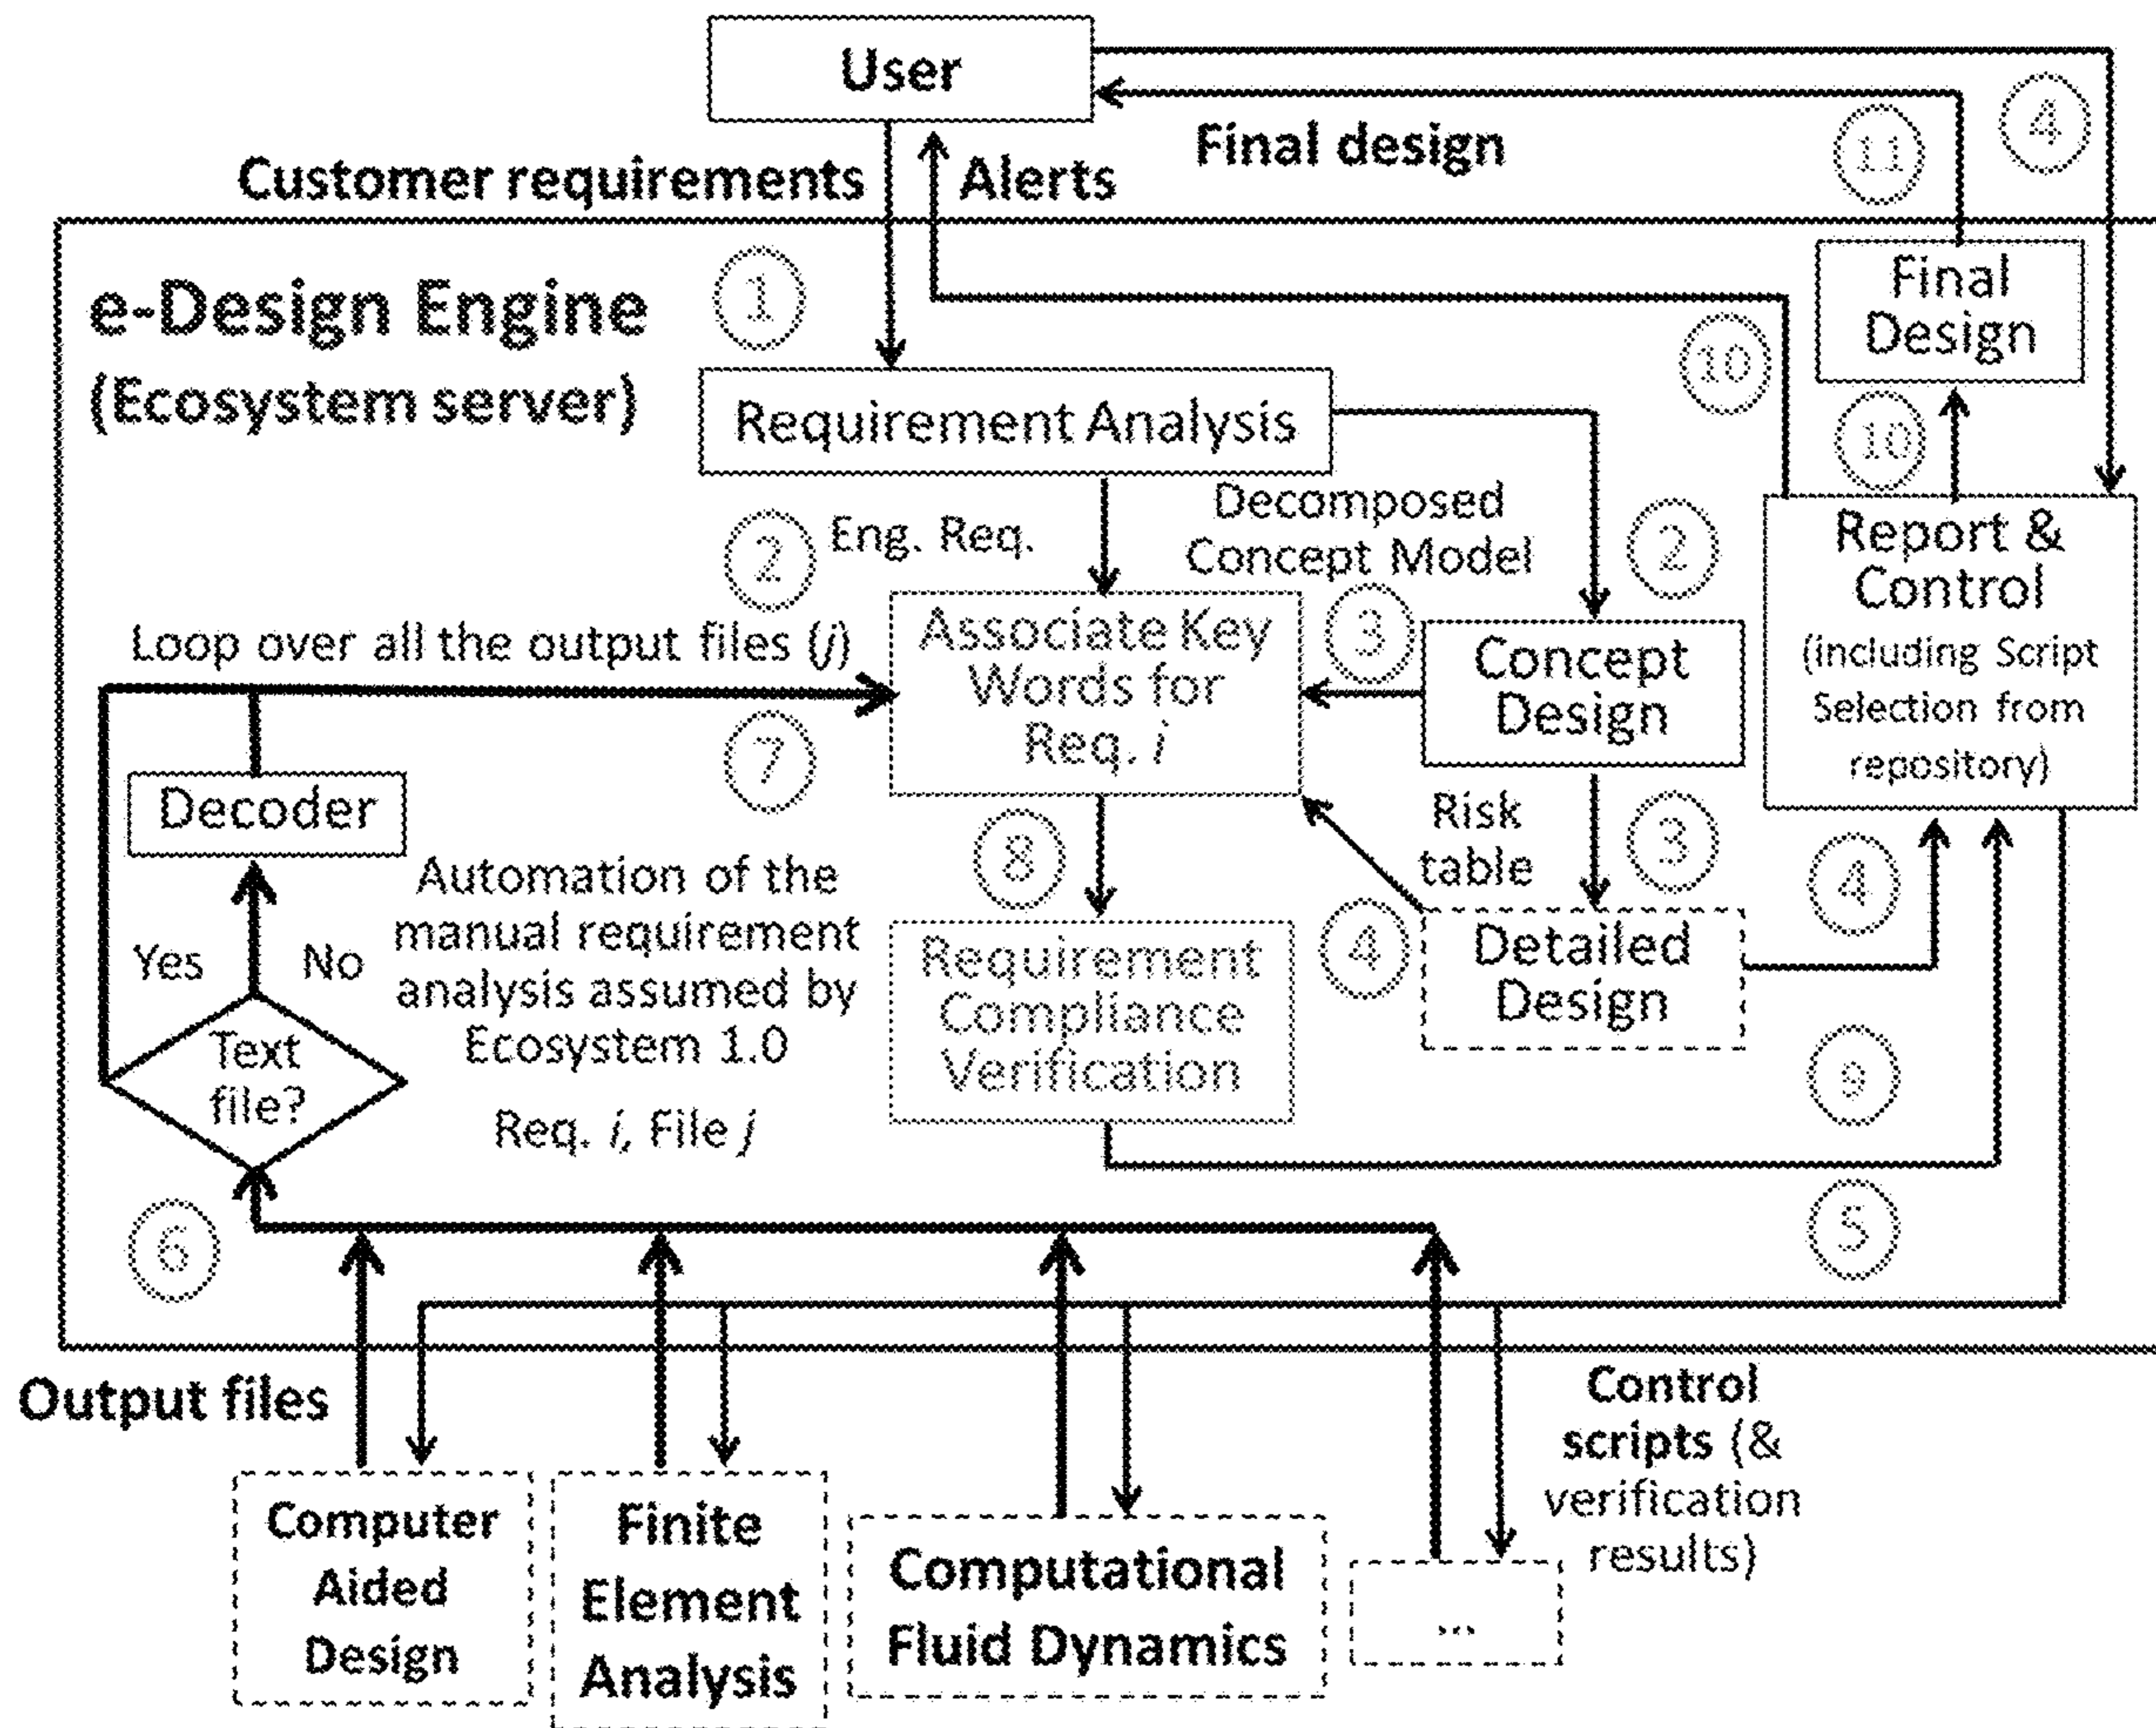 User
Final design
11
4
Customer requirements
Alerts
e-Design Engine
(Ecosystem server)
1
Final
Design
10
10
Requirement Analysis
2
Eng. Req.
Decomposed
Concept Model
2
Report &
Control
(including Script
Selection from
repository)
Loop over all the output files (j)
Associate Key
Words for
Req. i
3
Concept
Design
7
Decoder
Risk
table
3
8
4
Automation of the
manual requirement
analysis assumed by
Ecosystem 1.0
Req. i, File j
Yes
No
Text
file?
Requirement
Compliance
Verification
4
Detailed
Design
9
6
5
Output files
Control
scripts (&
verification
results)
Computer
Aided
Design
Finite
Element
Analysis
Computational
Fluid Dynamics
...